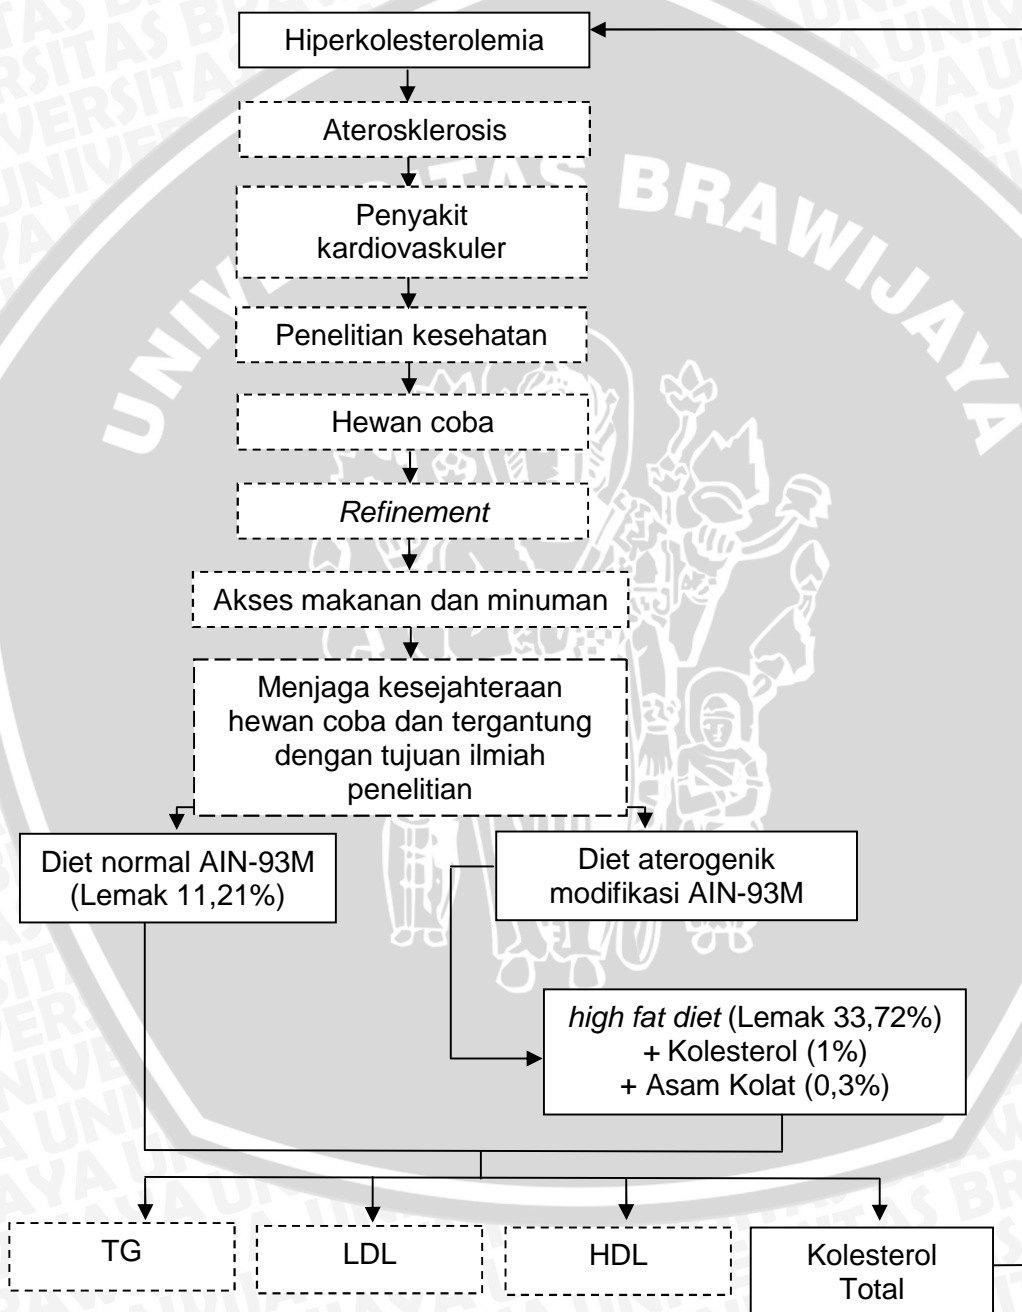 Hiperkolesterolemia
Aterosklerosis
Penyakit
kardiovaskuler
Penelitian kesehatan
Hewan coba
Refinement
Akses makanan dan minuman
Menjaga kesejahteraan
hewan coba dan tergantung
dengan tujuan ilmiah
penelitian
Diet normal AIN-93M
(Lemak 11,21%)
Diet aterogenik
modifikasi AIN-93M
high fat diet (Lemak 33,72%)
+ Kolesterol (1%)
+ Asam Kolat (0,3%)
TG
LDL
HDL
Kolesterol
Total
UNIVERSITAS BRAWIJAYA